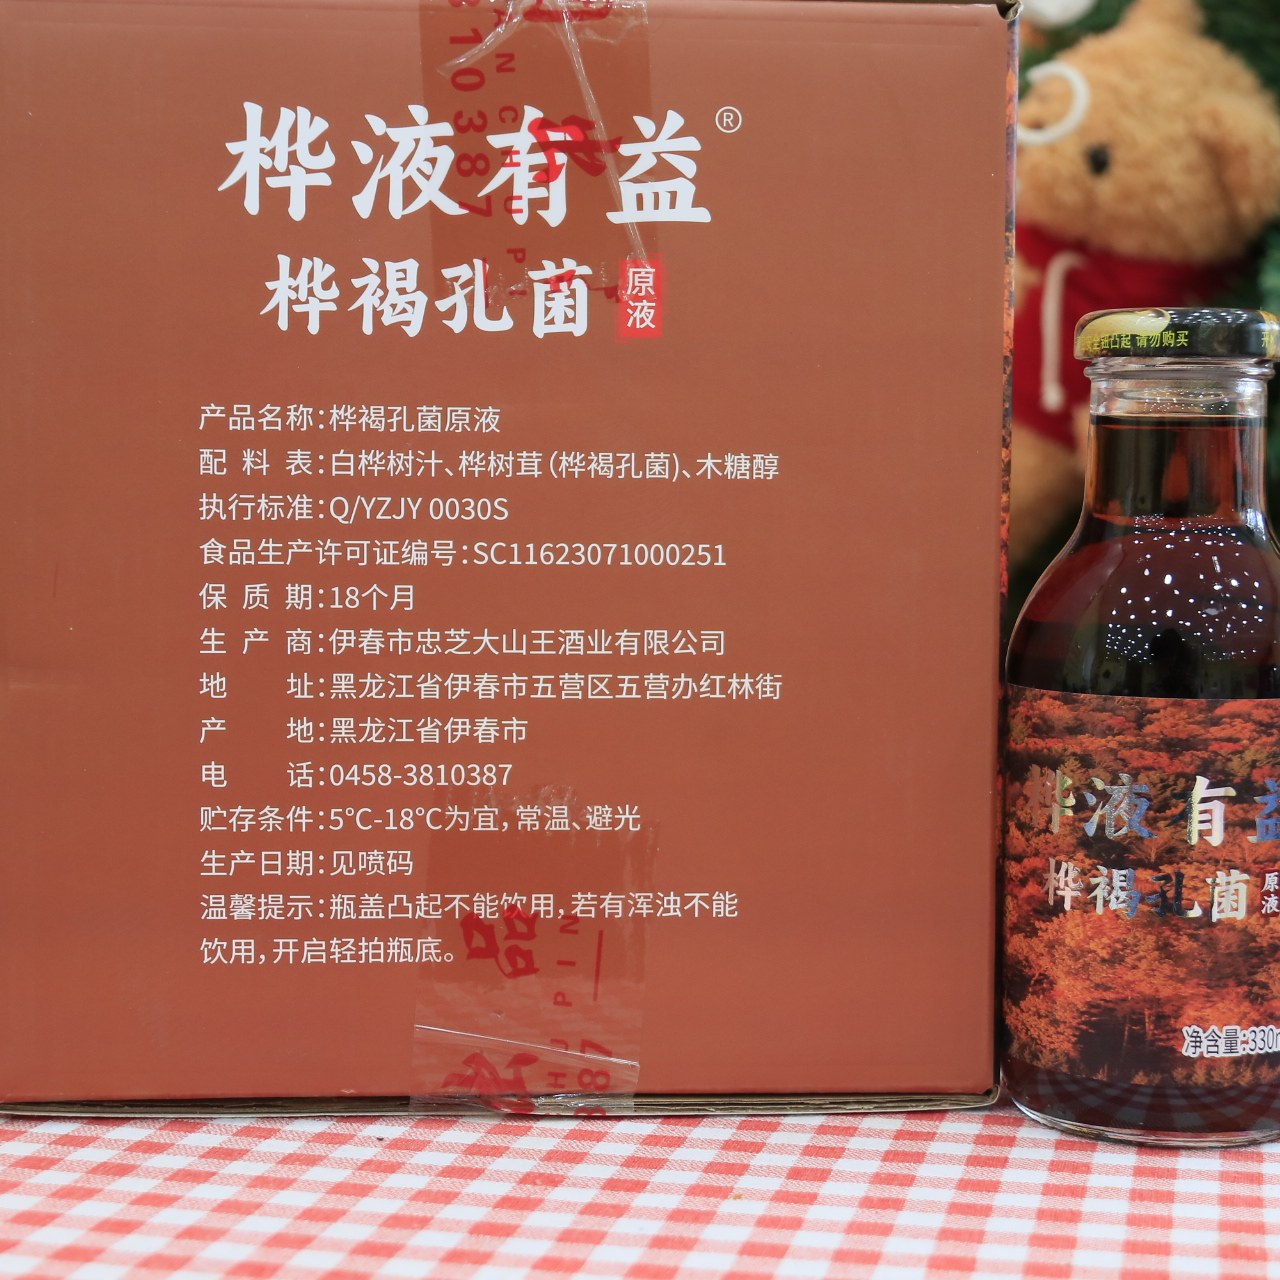 桦液有益®
桦褐孔菌 原液
产品名称：桦褐孔菌原液
配料表：白桦树汁、桦树茸（桦褐孔菌）、木糖醇
执行标准：Q/YZJY 0030S
食品生产许可证编号：SC11623071000251
保质期：18个月
生产商：伊春市忠芝大山王酒业有限公司
地址：黑龙江省伊春市五营区五营办红林街
产地：黑龙江省伊春市
电话：0458-3810387
贮存条件：5℃-18℃为宜，常温、避光
生产日期：见喷码
温馨提示：瓶盖凸起不能饮用，若有浑浊不能
饮用，开启轻拍瓶底。
凸起 请勿购买
桦液有益
桦褐孔菌 原液
净含量:330